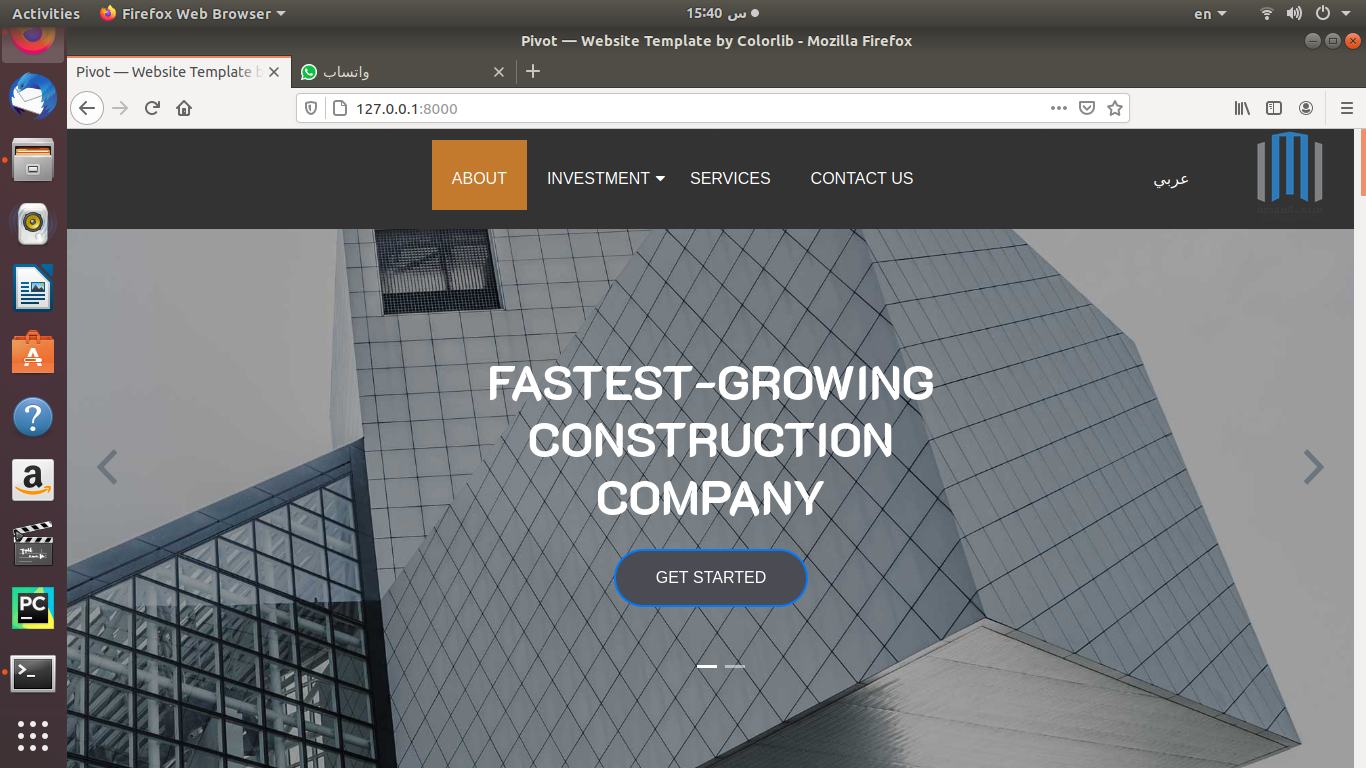 Activities
Firefox Web Browser
س 15:40
en
Pivot — Website Template by Colorlib - Mozilla Firefox
Pivot — Website Template b
واتساب
127.0.0.1:8000
ABOUT
INVESTMENT
SERVICES
CONTACT US
عربي
FASTEST-GROWING
CONSTRUCTION
COMPANY
GET STARTED
a
PC